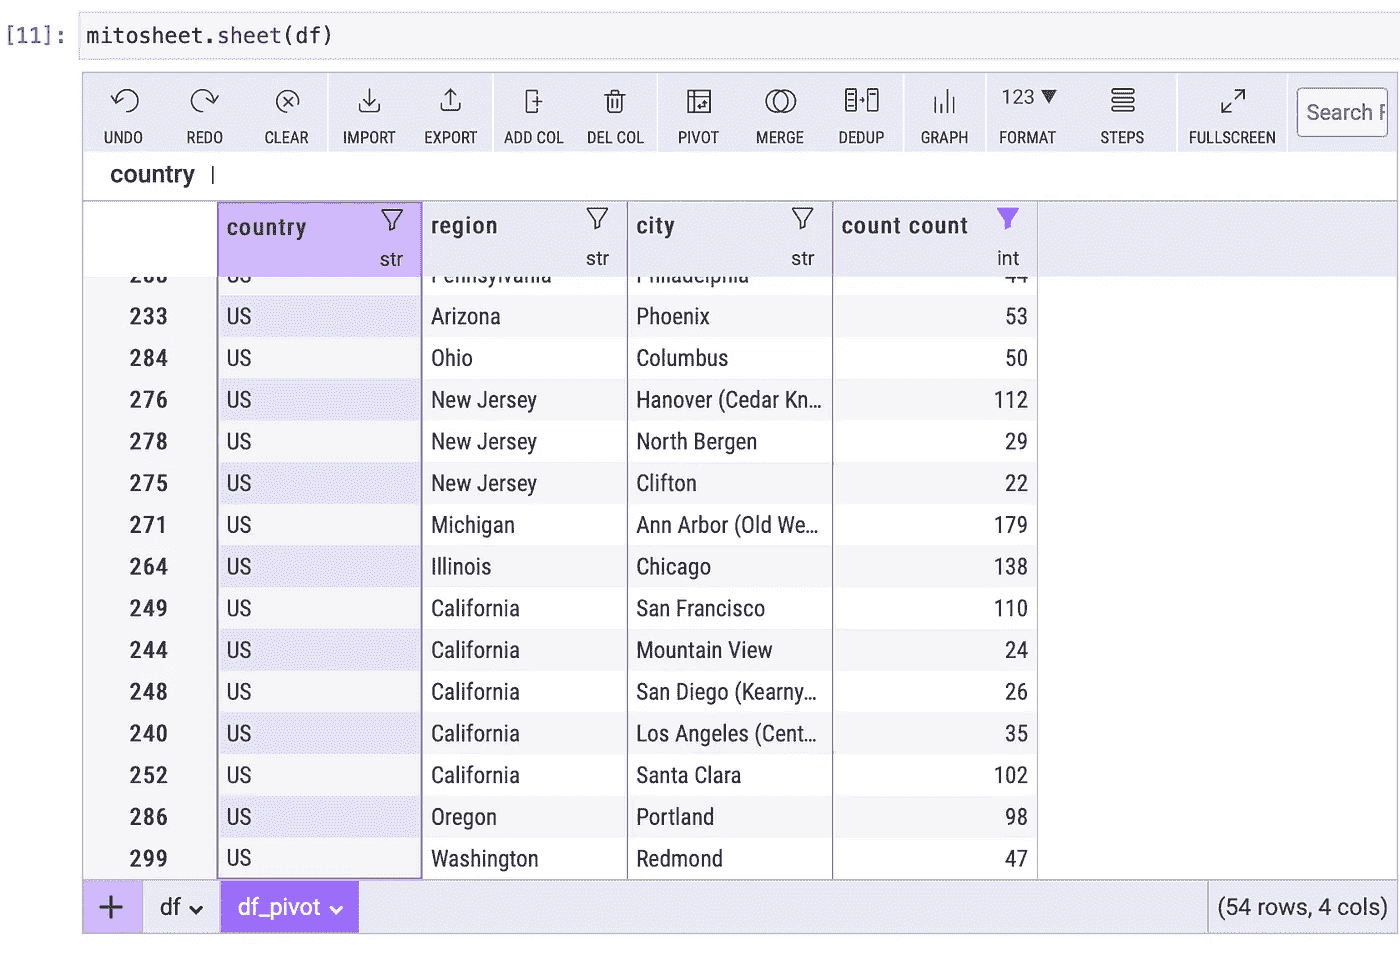 [11]: mitosheet.sheet(df)
UNDO REDO CLEAR IMPORT EXPORT ADD COL DEL COL PIVOT MERGE DEDUP GRAPH 123 FORMAT STEPS FULLSCREEN Search
country
country region city count count
str str str int
US Pennsylvania Philadelphia 44
233 US Arizona Phoenix 53
284 US Ohio Columbus 50
276 US New Jersey Hanover (Cedar Kn... 112
278 US New Jersey North Bergen 29
275 US New Jersey Clifton 22
271 US Michigan Ann Arbor (Old We... 179
264 US Illinois Chicago 138
249 US California San Francisco 110
244 US California Mountain View 24
248 US California San Diego (Kearny... 26
240 US California Los Angeles (Cent... 35
252 US California Santa Clara 102
286 US Oregon Portland 98
299 US Washington Redmond 47
+ df df_pivot (54 rows, 4 cols)